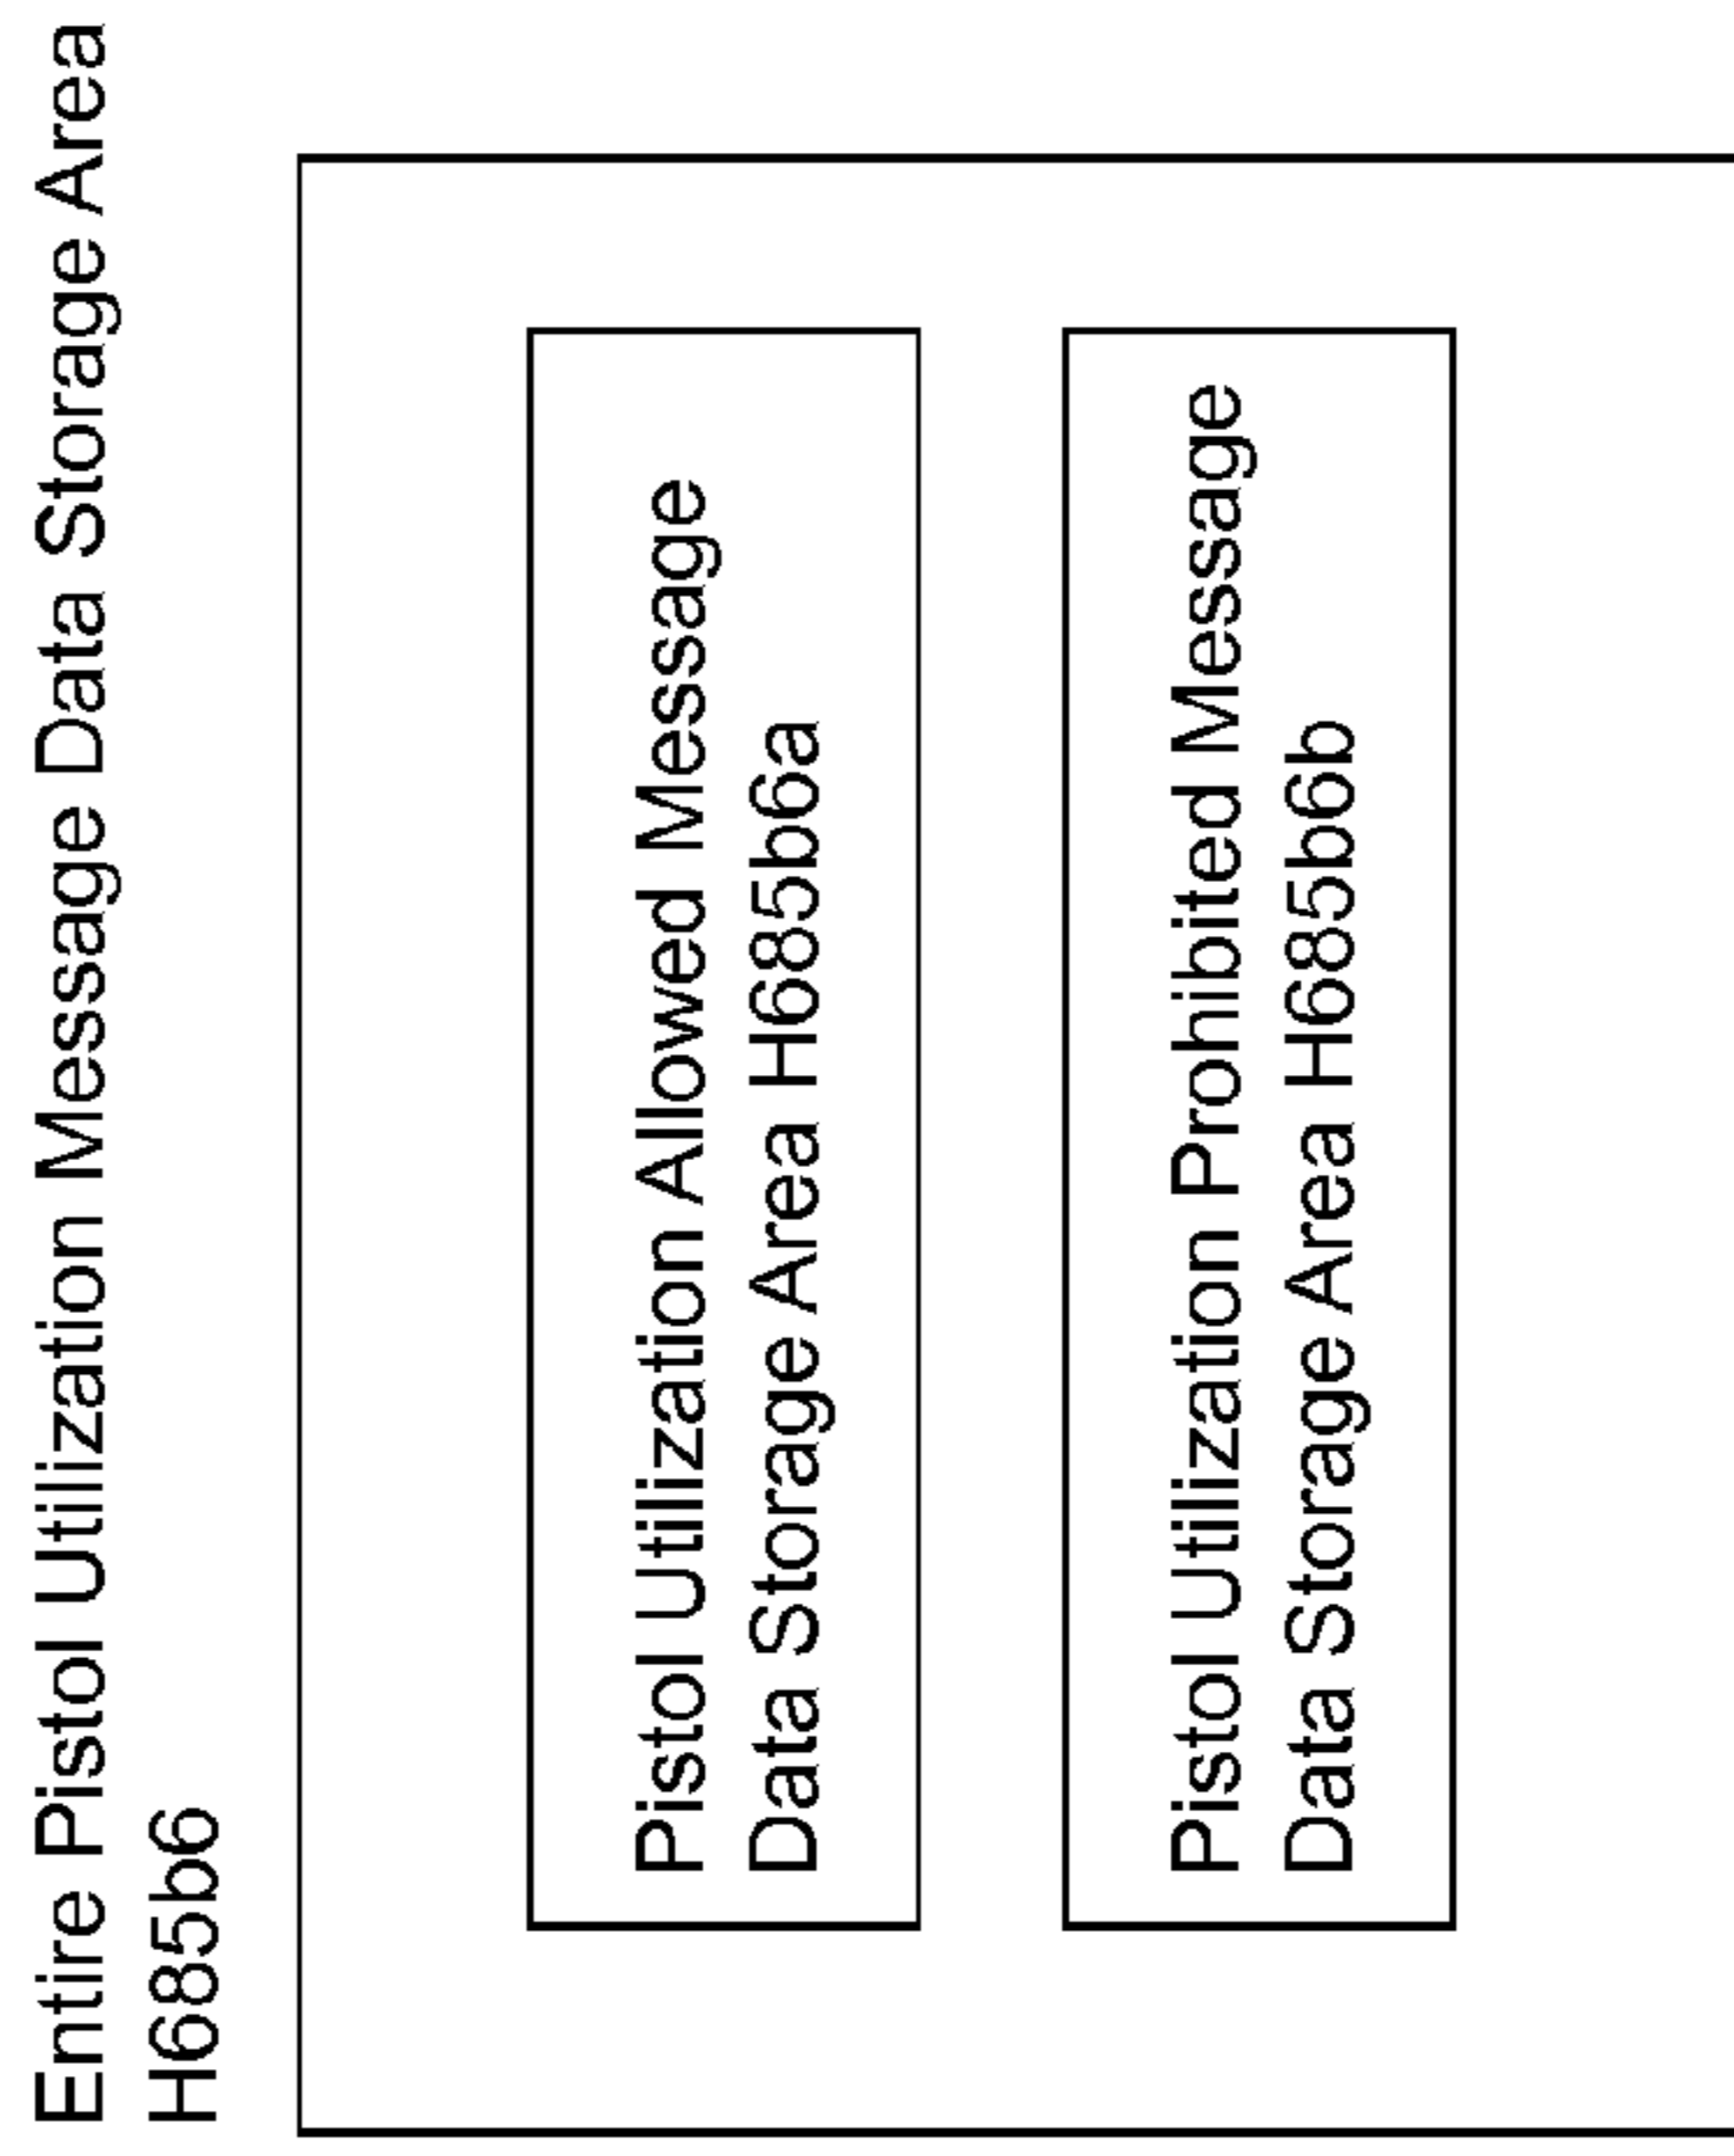 Entire Pistol Utilization Message Data Storage Area
H685b6
Pistol Utilization Allowed Message
Data Storage Area H685b6a
Pistol Utilization Prohibited Message
Data Storage Area H685b6b